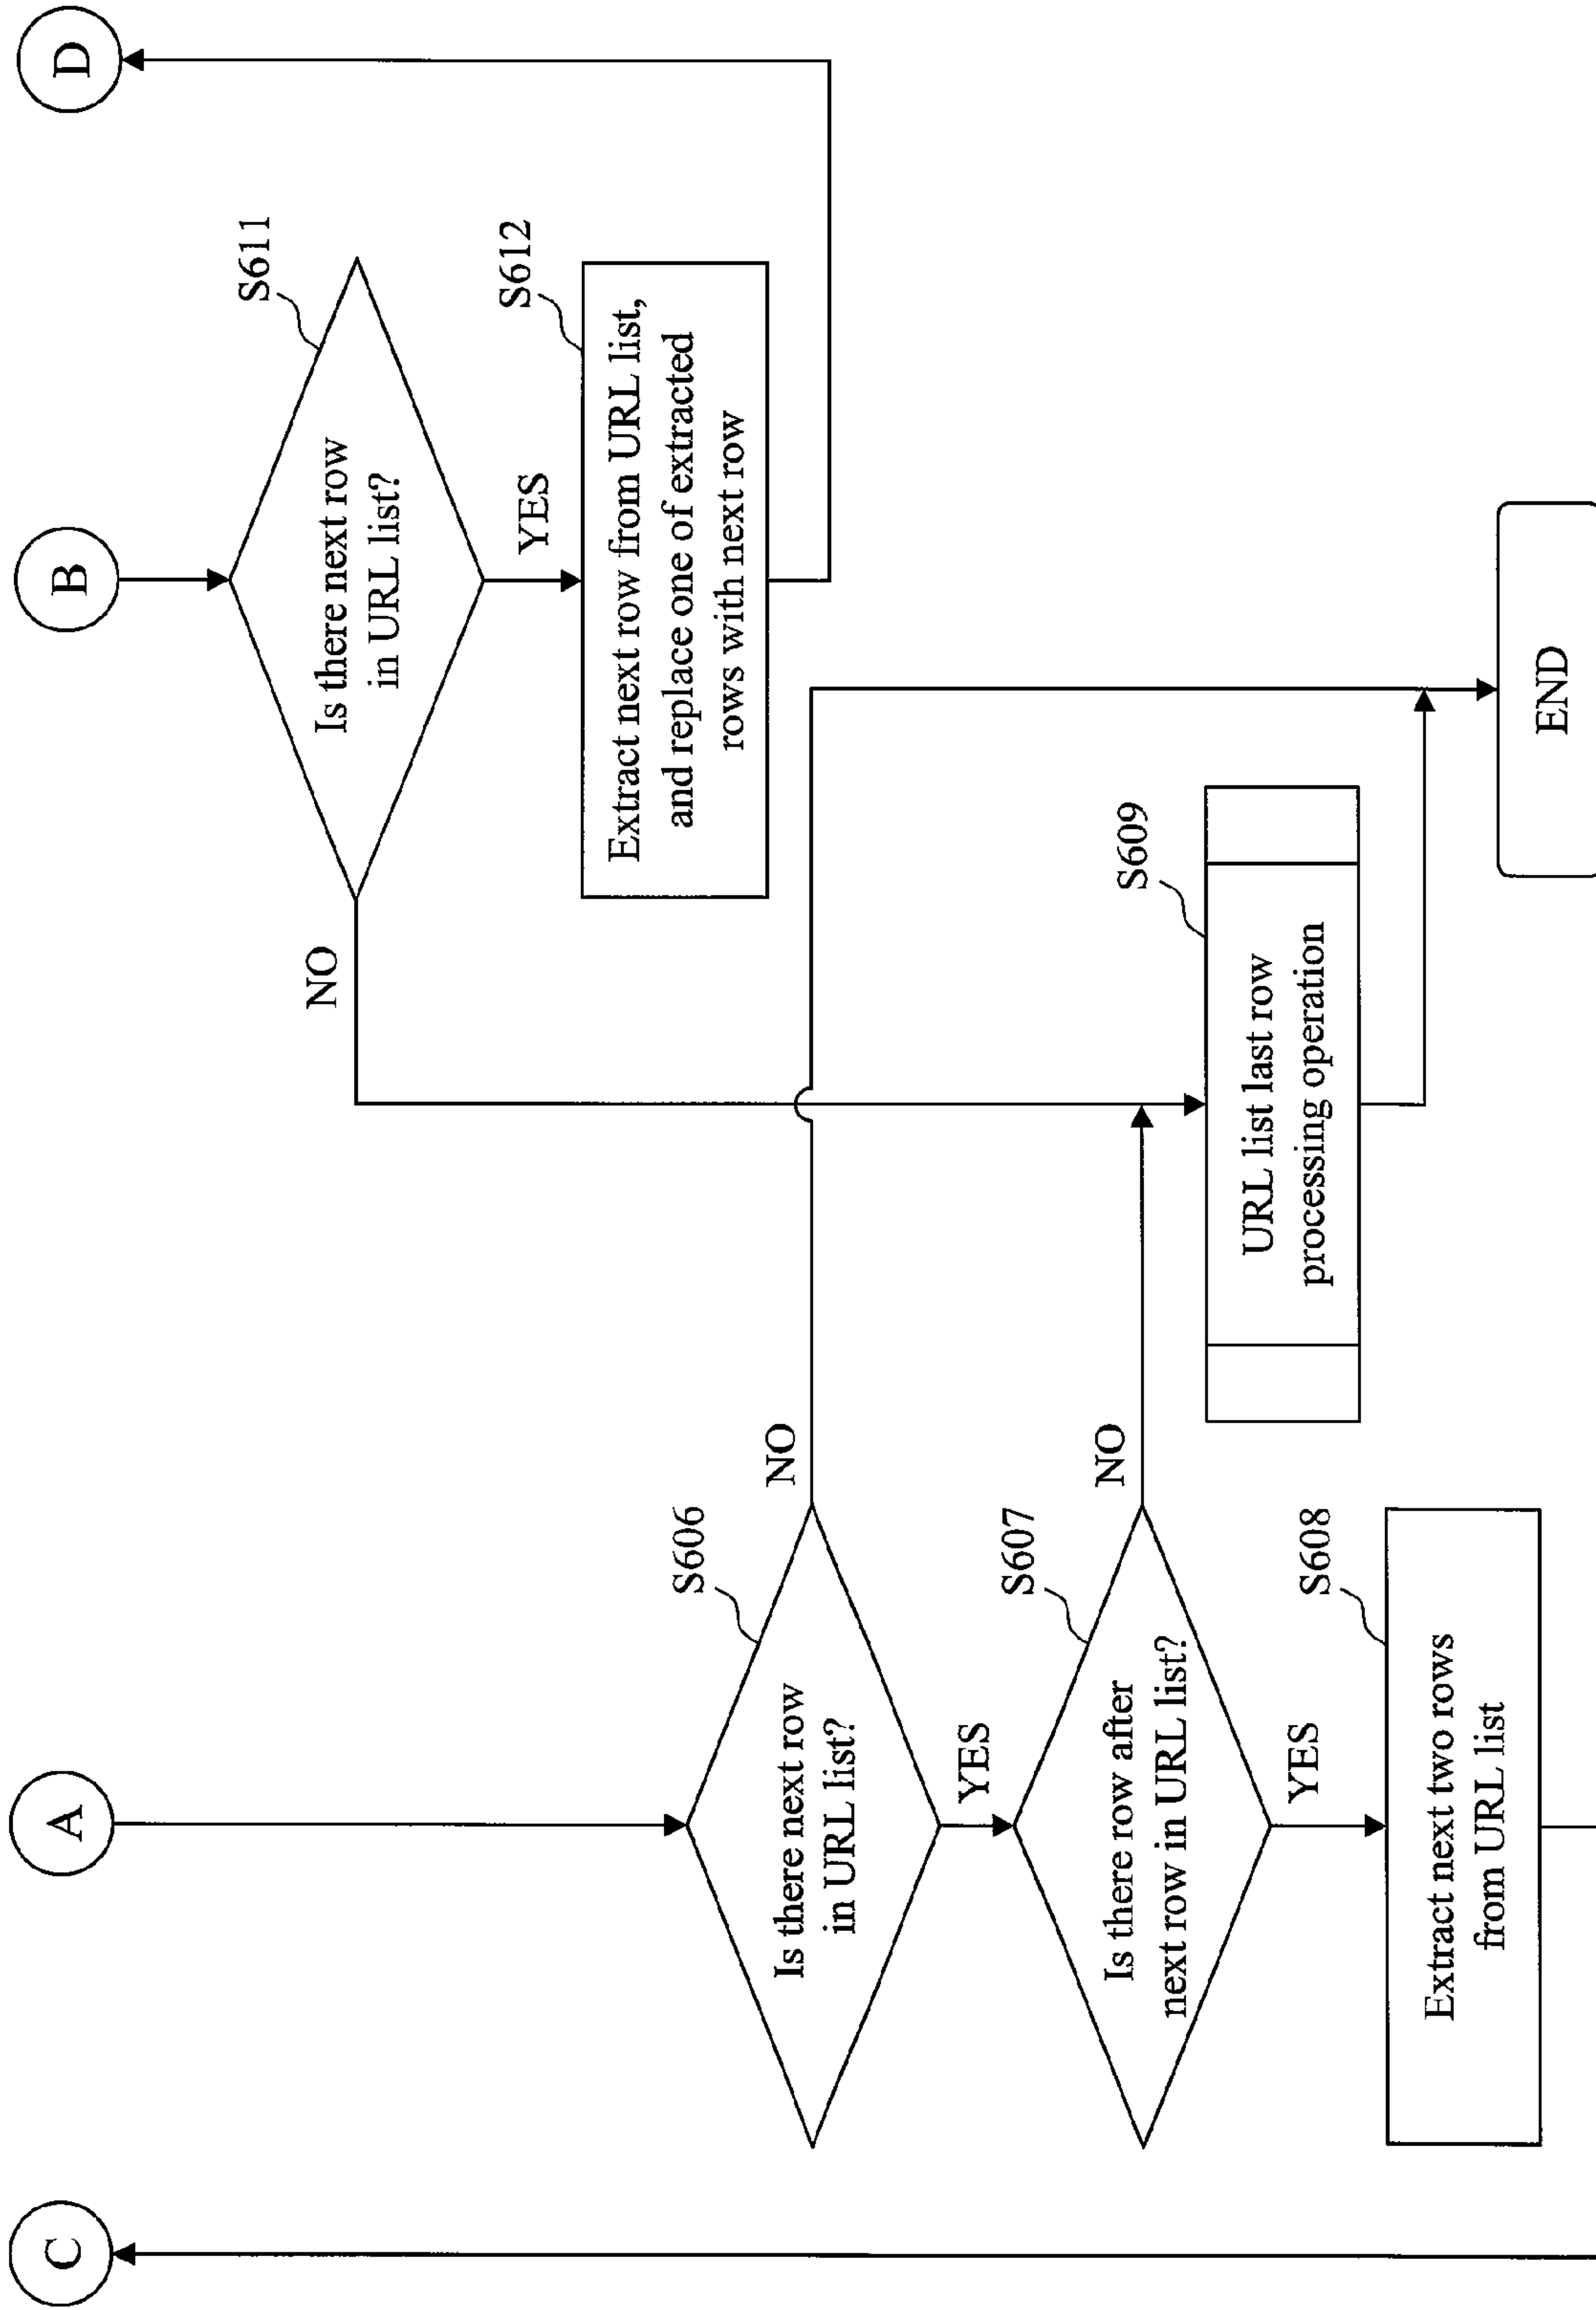 C
A
B
D
S611
Is there next row
in URL list?
NO
YES
S612
Extract next row from URL list,
and replace one of extracted
rows with next row
S606
Is there next row
in URL list?
NO
YES
S607
Is there row after
next row in URL list?
NO
YES
S609
URL list last row
processing operation
S608
Extract next two rows
from URL list
END